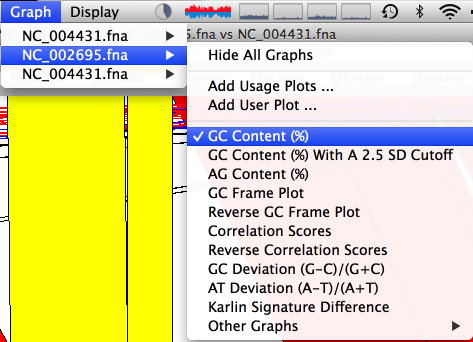 Graph Display
5.fna vs NC_004431.fna
NC_004431.fna
NC_002695.fna
NC_004431.fna
Hide All Graphs
Add Usage Plots ...
Add User Plot ...
GC Content (%)
GC Content (%) With A 2.5 SD Cutoff
AG Content (%)
GC Frame Plot
Reverse GC Frame Plot
Correlation Scores
Reverse Correlation Scores
GC Deviation (G-C)/(G+C)
AT Deviation (A-T)/(A+T)
Karlin Signature Difference
Other Graphs